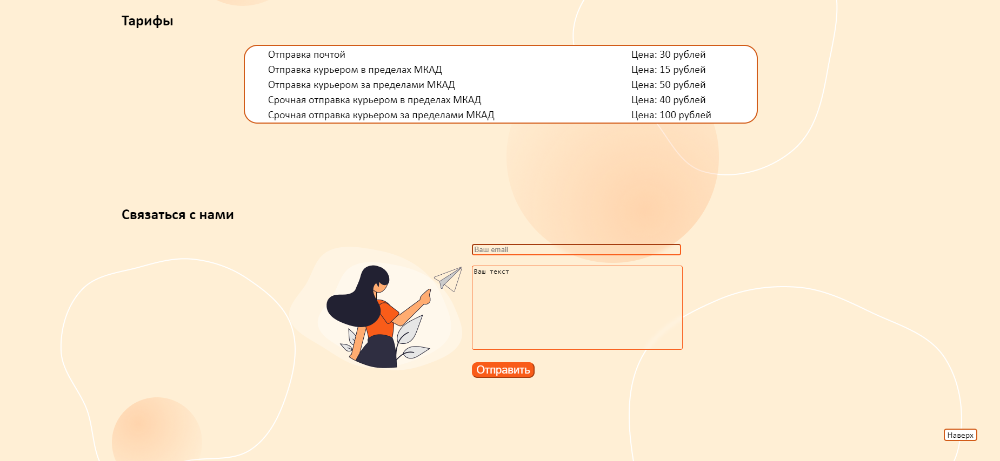 Тарифы
Отправка почтой Цена: 30 рублей
Отправка курьером в пределах МКАД Цена: 15 рублей
Отправка курьером за пределами МКАД Цена: 50 рублей
Срочная отправка курьером в пределах МКАД Цена: 40 рублей
Срочная отправка курьером за пределами МКАД Цена: 100 рублей
Связаться с нами
Ваш email
Ваш текст
Отправить
Наверх